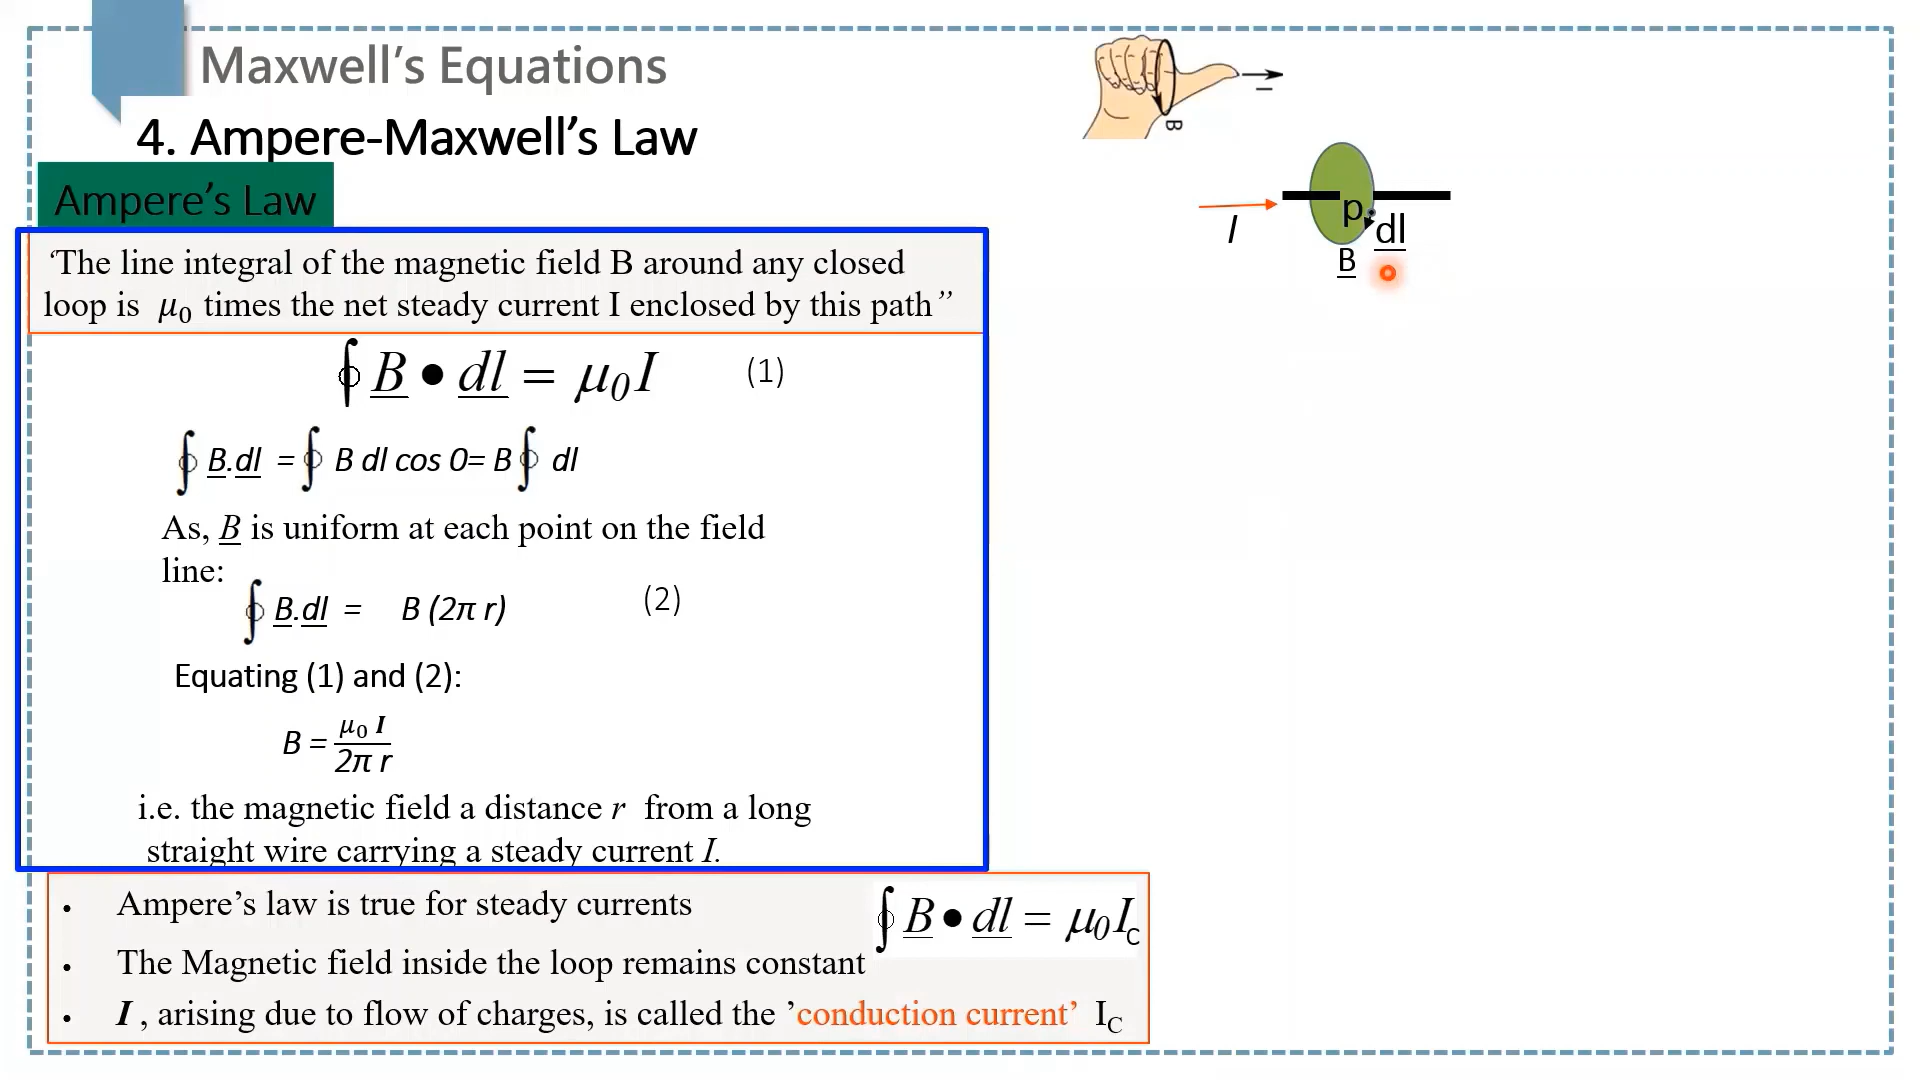 Maxwell’s Equations
4. Ampere-Maxwell’s Law
Ampere’s Law
‘The line integral of the magnetic field B around any closed
loop is μ₀ times the net steady current I enclosed by this path”
∮ B • dl = μ₀I (1)
∮ B.dl = ∮ B dl cos 0= B ∮ dl
As, B is uniform at each point on the field
line:
∮ B.dl = B (2π r) (2)
Equating (1) and (2):
B = μ₀ I / 2π r
i.e. the magnetic field a distance r from a long
straight wire carrying a steady current I.
• Ampere’s law is true for steady currents
∮ B • dl = μ₀I_C
• The Magnetic field inside the loop remains constant
• I , arising due to flow of charges, is called the ’conduction current’ I_C
B
I
p
dl
B